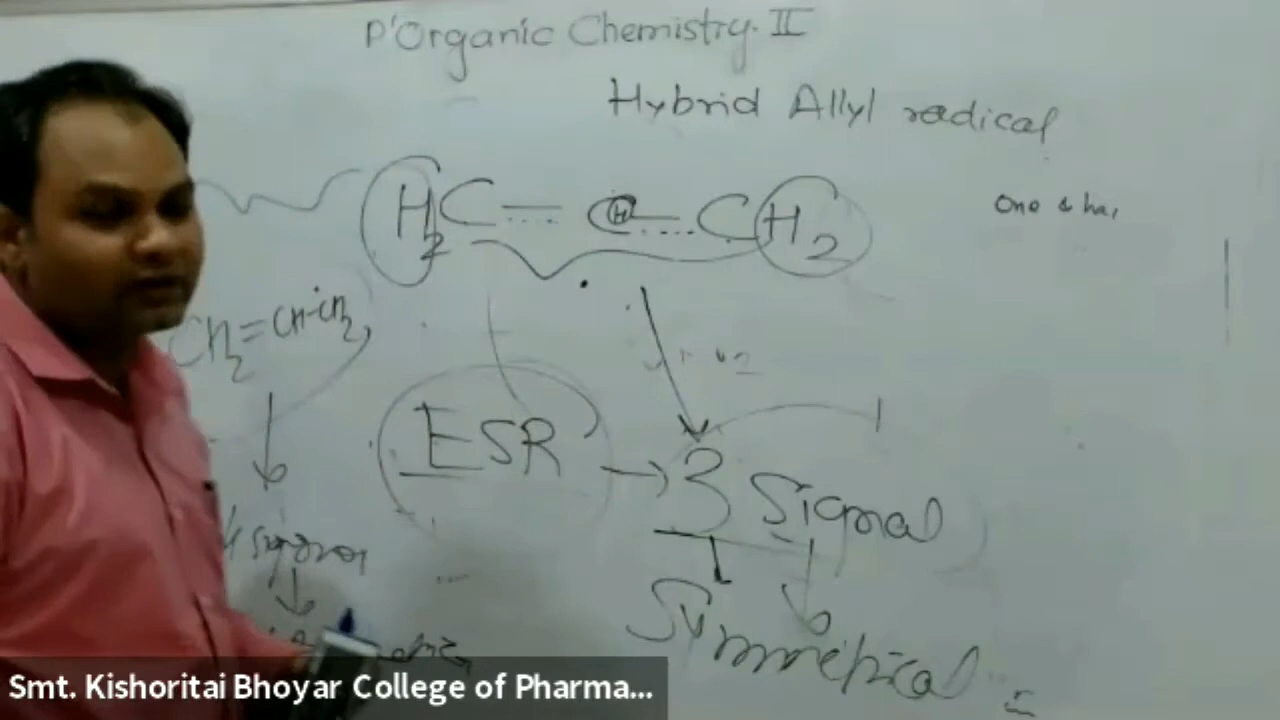 P'Organic Chemistry-II
Hybrid Allyl radical
H2C = CH - CH2
One & ha,
CH2=CH-CH2
ESR → 3 Signal
Symmetrical
Smt. Kishoritai Bhoyar College of Pharma...